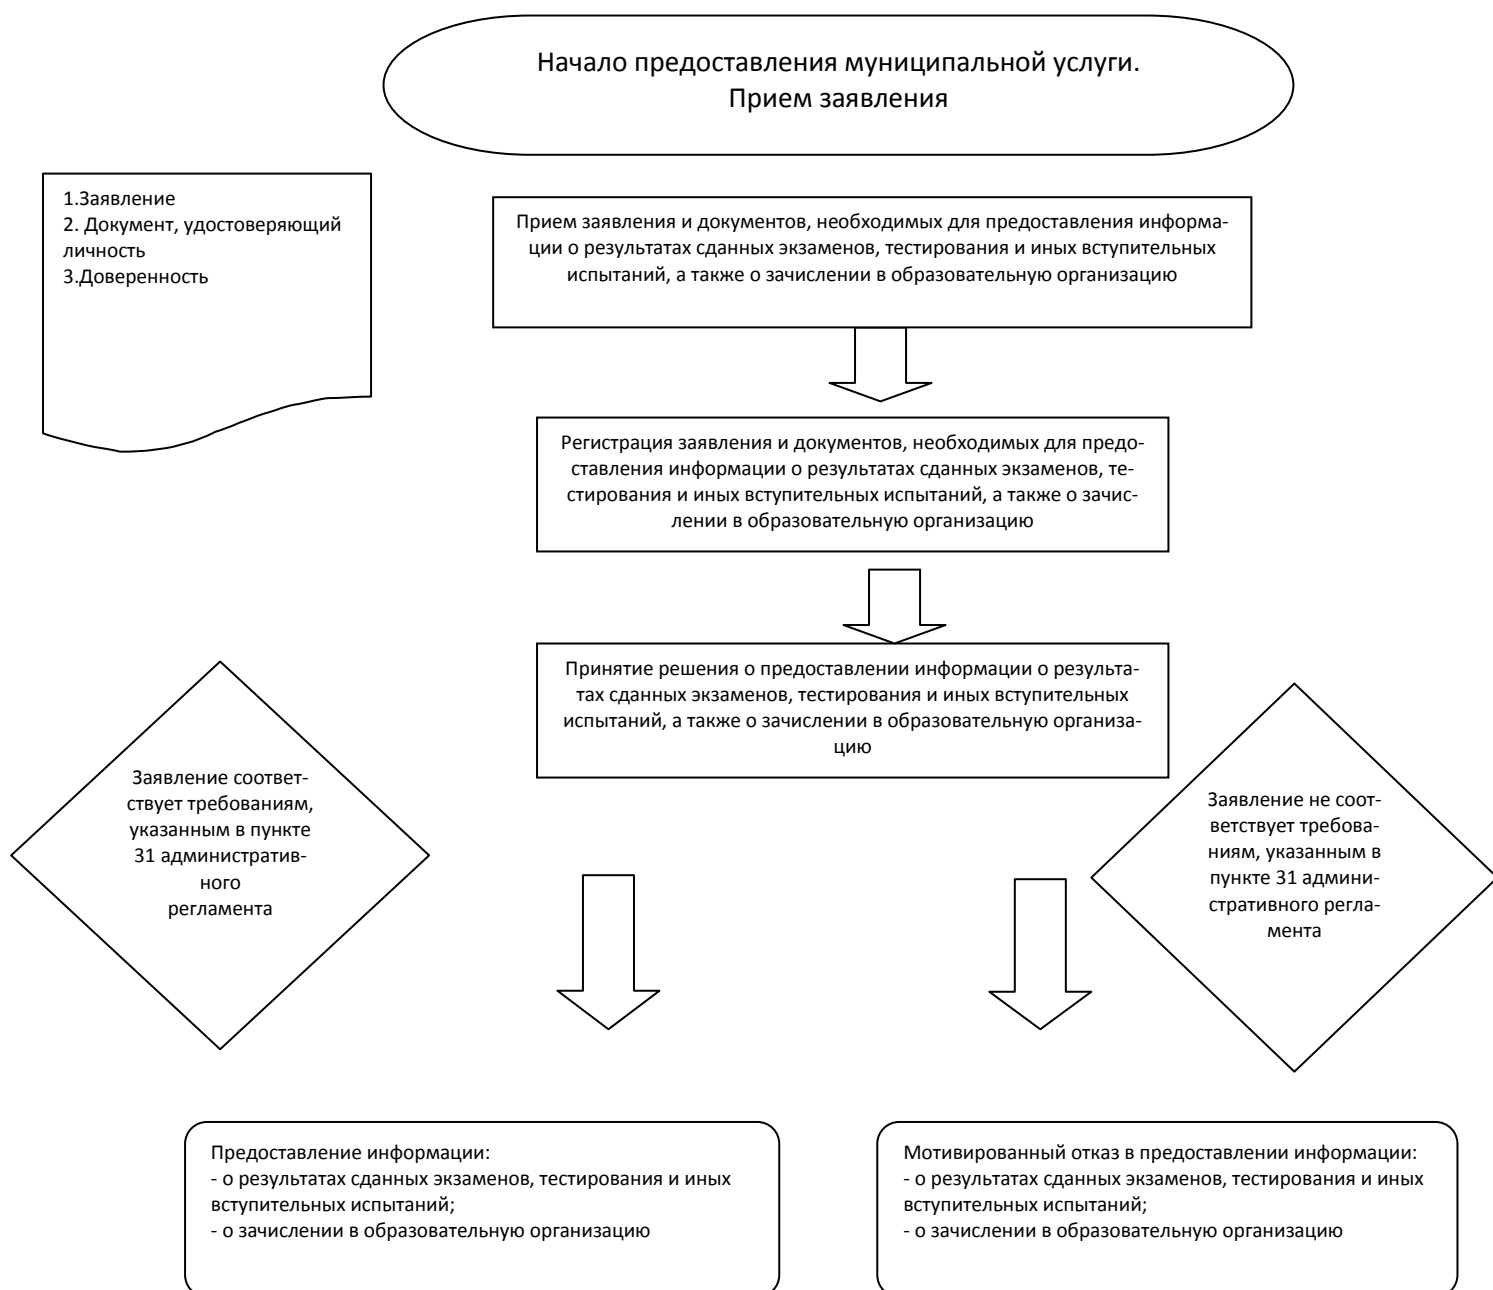 Начало предоставления муниципальной услуги.
Прием заявления
1.Заявление
2. Документ, удостоверяющий
личность
3.Доверенность
Прием заявления и документов, необходимых для предоставления информа-
ции о результатах сданных экзаменов, тестирования и иных вступительных
испытаний, а также о зачислении в образовательную организацию
Регистрация заявления и документов, необходимых для предо-
ставления информации о результатах сданных экзаменов, те-
стирования и иных вступительных испытаний, а также о зачис-
лении в образовательную организацию
Принятие решения о предоставлении информации о результа-
тах сданных экзаменов, тестирования и иных вступительных
испытаний, а также о зачислении в образовательную организа-
цию
Заявление соответ-
ствует требованиям,
указанным в пункте
31 административ-
ного
регламента
Заявление не соот-
ветствует требова-
ниям, указанным в
пункте 31 админи-
стративного регла-
мента
Предоставление информации:
- о результатах сданных экзаменов, тестирования и иных
вступительных испытаний;
- о зачислении в образовательную организацию
Мотивированный отказ в предоставлении информации:
- о результатах сданных экзаменов, тестирования и иных
вступительных испытаний;
- о зачислении в образовательную организацию